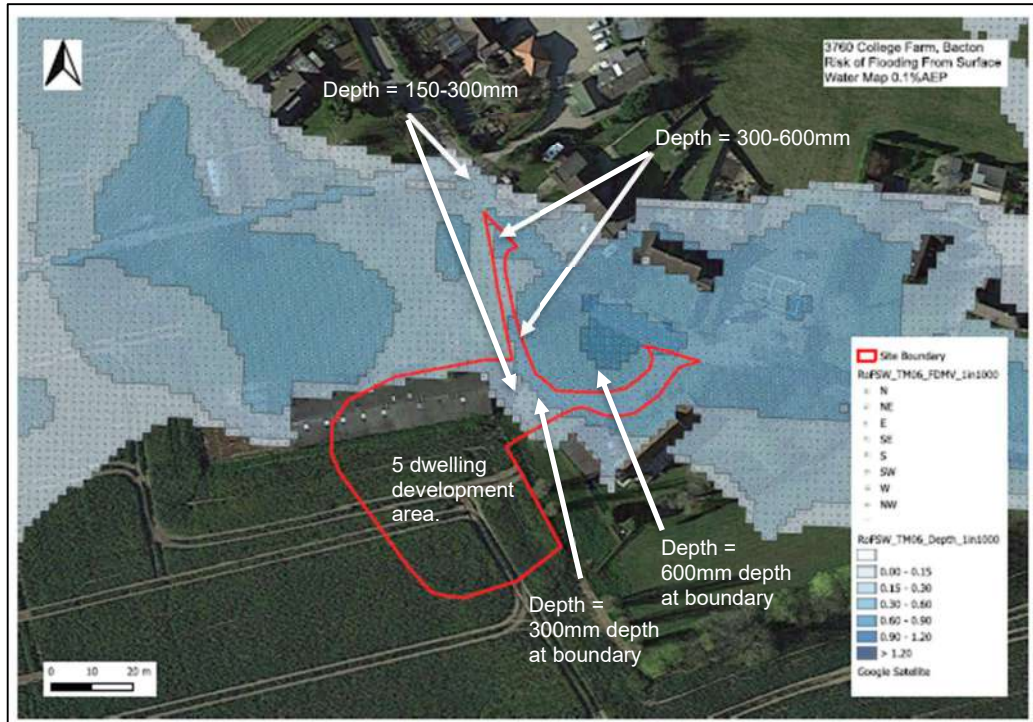 3760 College Farm, Bacton
Risk of Flooding From Surface
Water Map 0.1%AEP
Depth = 150-300mm
Depth = 300-600mm
5 dwelling
development
area.
Depth =
600mm depth
at boundary
Depth =
300mm depth
at boundary
Site Boundary
RoFSW_TM06_FDMV_1in1000
N
NE
E
SE
S
SW
W
NW
RoFSW_TM06_Depth_1in1000
0.00 - 0.15
0.15 - 0.30
0.30 - 0.60
0.60 - 0.90
0.90 - 1.20
> 1.20
Google Satellite
0 10 20 m